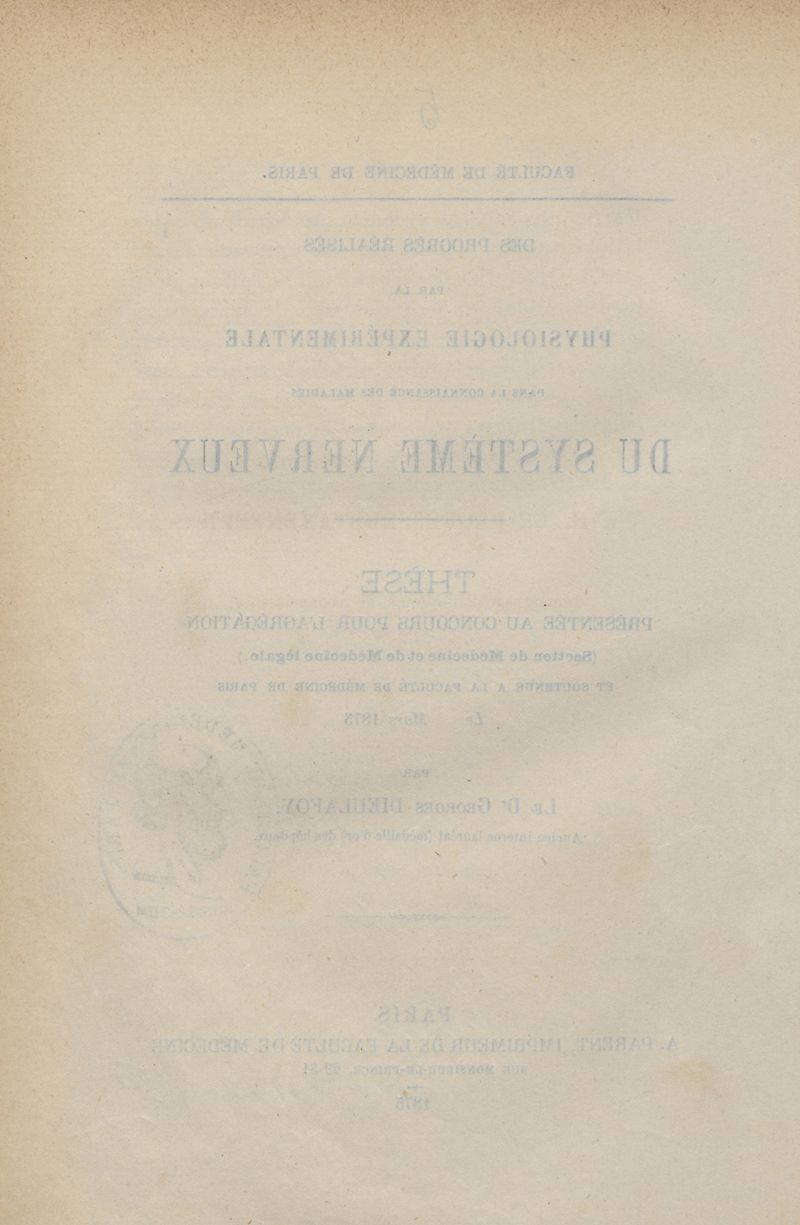 5
FACULTÉ DE MÉDECINE DE PARIS.
DES PROGRÈS RÉALISÉS
PAR LA
PHYSIOLOGIE EXPÉRIMENTALE
DANS LA CONNAISSANCE DES MALADIES
DU SYSTÈME NERVEUX
THÈSE
PRÉSENTÉE AU CONCOURS POUR L'AGRÉGATION
(Section de Médecine et de Médecine légale.)
ET SOUTENUE A LA FACULTÉ DE MÉDECINE DE PARIS
Le Mars 1875
PAR
LE Dr GEORGES DIEULAFOY.
Ancien interne lauréat (médaille d'or) des hôpitaux.
PARIS
A. PARENT, IMPRIMEUR DE LA FACULTÉ DE MÉDECINE
RUE MONSIEUR-LE-PRINCE,
1875